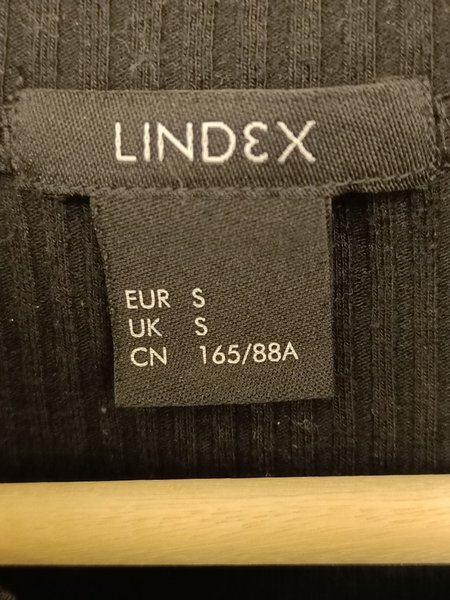 LINDEX
EUR S
UK S
CN 165/88A